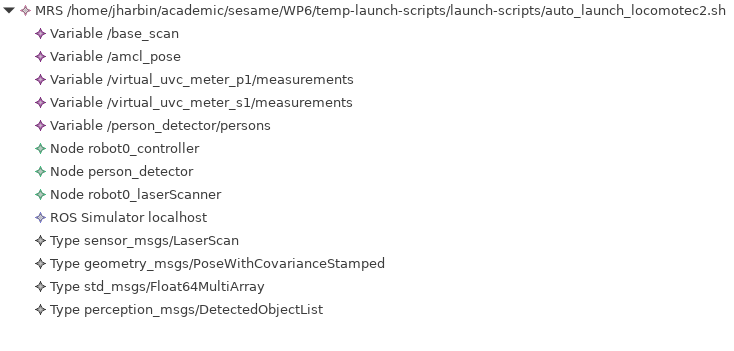 MRS /home/jharbin/academic/sesame/WP6/temp-launch-scripts/launch-scripts/auto_launch_locomotec2.sh
Variable /base_scan
Variable /amcl_pose
Variable /virtual_uvc_meter_p1/measurements
Variable /virtual_uvc_meter_s1/measurements
Variable /person_detector/persons
Node robot0_controller
Node person_detector
Node robot0_laserScanner
ROS Simulator localhost
Type sensor_msgs/LaserScan
Type geometry_msgs/PoseWithCovarianceStamped
Type std_msgs/Float64MultiArray
Type perception_msgs/DetectedObjectList